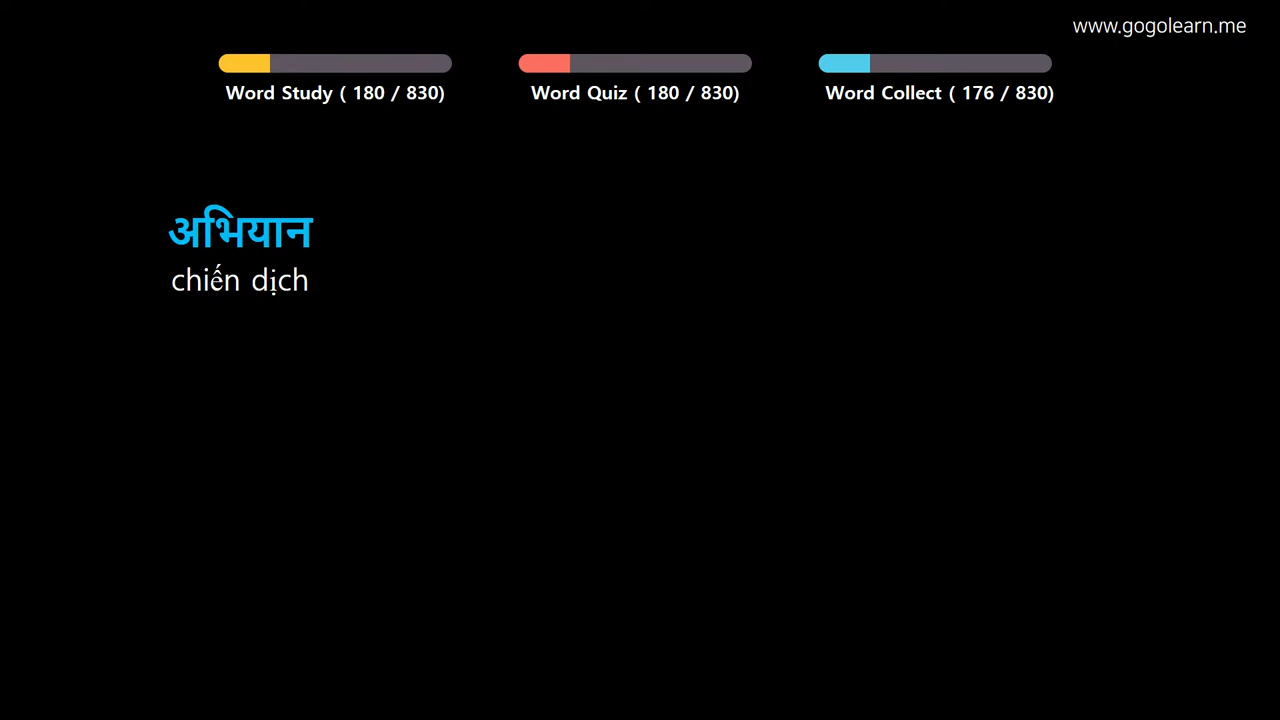 www.gogolearn.me
Word Study ( 180 / 830)
Word Quiz ( 180 / 830)
Word Collect ( 176 / 830)
अभियान
chiến dịch